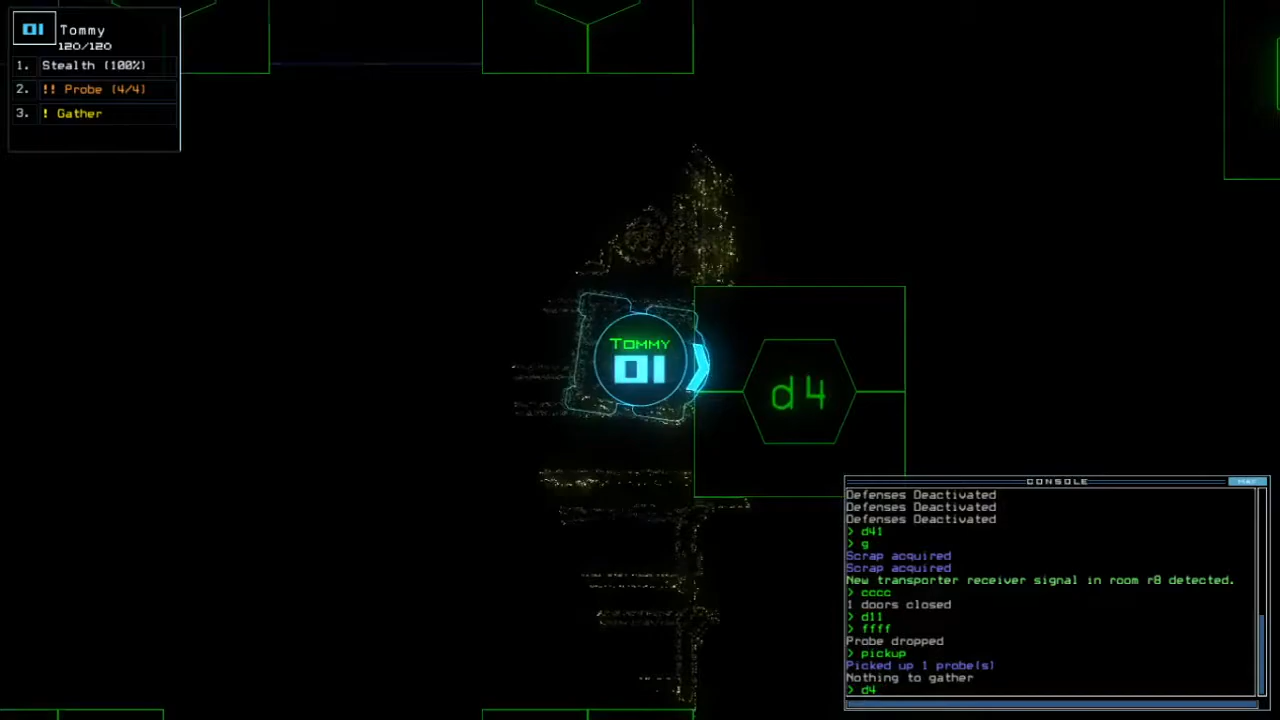 01 Tommy
120/120
1. Stealth (100%)
2. !! Probe (4/4)
3. ! Gather
TOMMY
01
d4
CONSOLE
Defenses Deactivated
Defenses Deactivated
Defenses Deactivated
> d41
> g
Scrap acquired
Scrap acquired
New transporter receiver signal in room r8 detected.
> cccc
1 doors closed
> d11
> ffff
Probe dropped
> pickup
Picked up 1 probe(s)
Nothing to gather
> d4